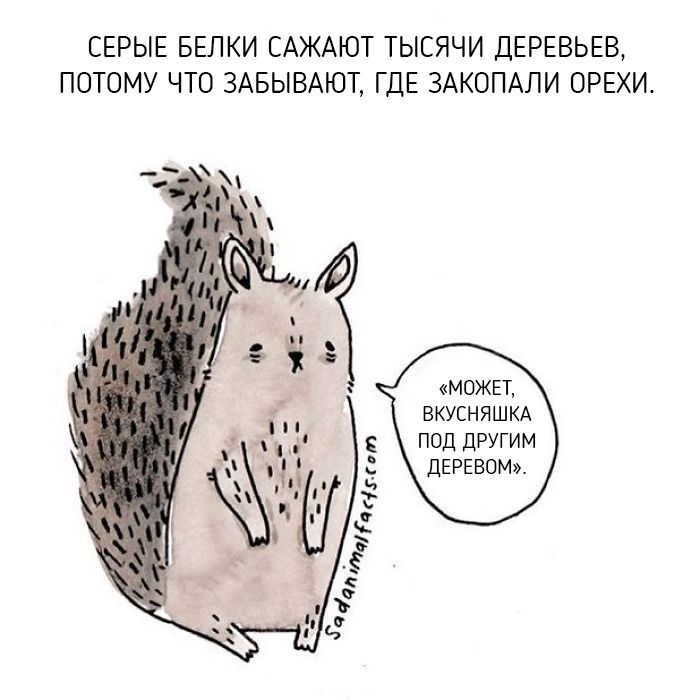 СЕРЫЕ БЕЛКИ САЖАЮТ ТЫСЯЧИ ДЕРЕВЬЕВ,
ПОТОМУ ЧТО ЗАБЫВАЮТ, ГДЕ ЗАКОПАЛИ ОРЕХИ.
«МОЖЕТ,
ВКУСНЯШКА
ПОД ДРУГИМ
ДЕРЕВОМ».
Sadanimalfacts.com